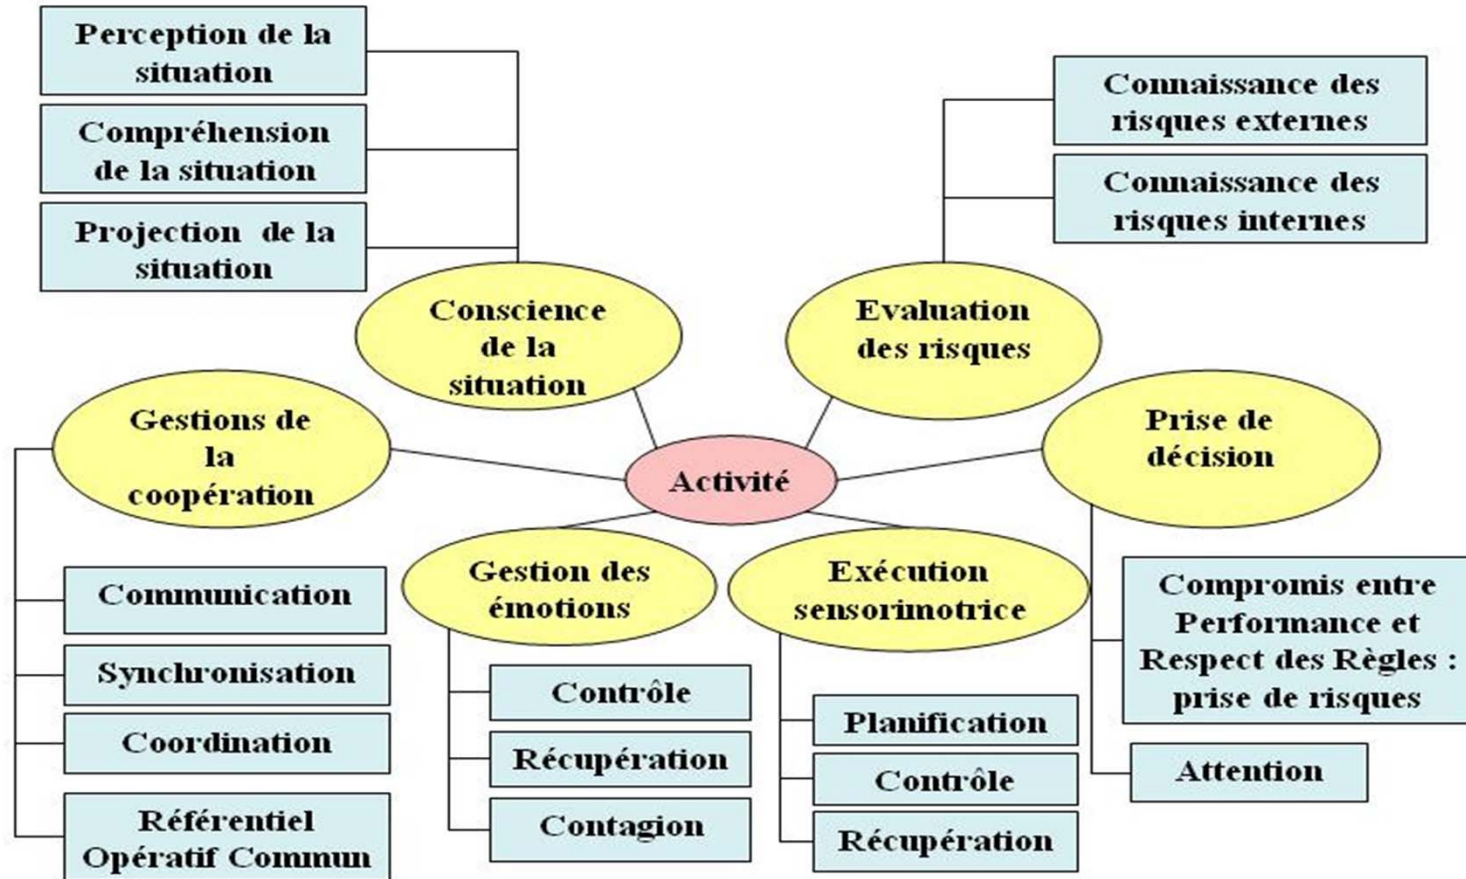 Perception de la
situation
Compréhension
de la situation
Projection de la
situation
Connaissance des
risques externes
Connaissance des
risques internes
Conscience
de la
situation
Evaluation
des risques
Gestions de
la
coopération
Activité
Prise de
décision
Gestion des
émotions
Exécution
sensorimotrice
Communication
Synchronisation
Coordination
Référentiel
Opératif Commun
Contrôle
Récupération
Contagion
Planification
Contrôle
Récupération
Compromis entre
Performance et
Respect des Règles :
prise de risques
Attention